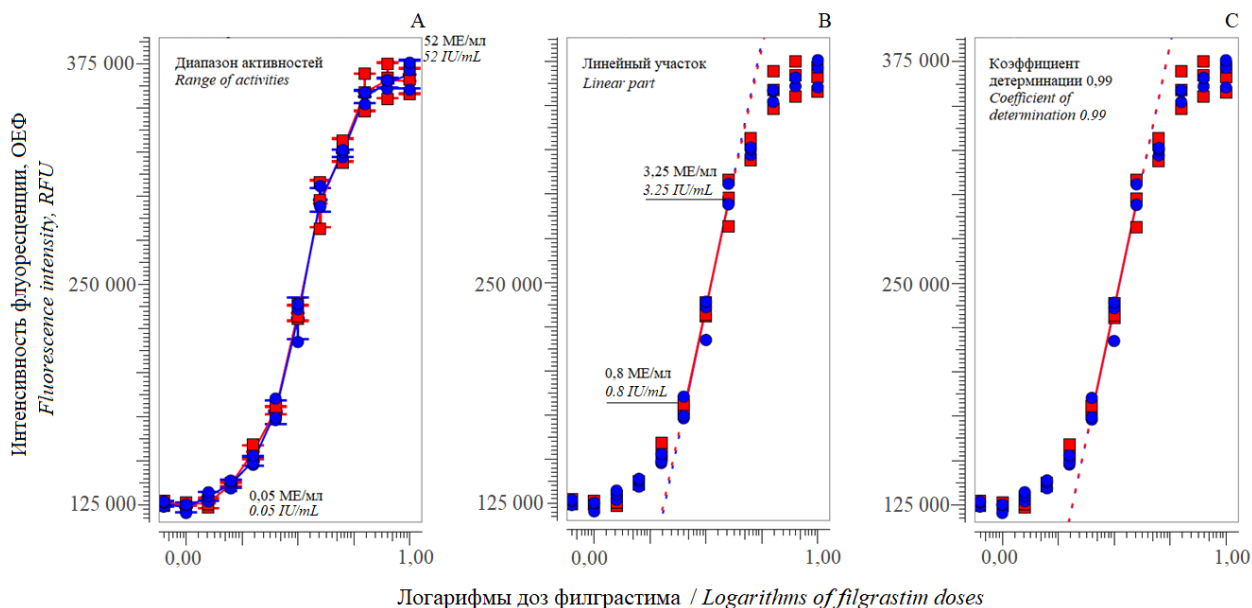 A
B
C
Интенсивность флуоресценции, ОЕФ
Fluorescence intensity, RFU
375 000
250 000
125 000
Диапазон активностей
Range of activities
52 МЕ/мл
52 IU/mL
0,05 МЕ/мл
0.05 IU/mL
0,00
1,00
375 000
250 000
125 000
Линейный участок
Linear part
3,25 МЕ/мл
3.25 IU/mL
0,8 МЕ/мл
0.8 IU/mL
0,00
1,00
375 000
250 000
125 000
Коэффициент
детерминации 0,99
Coefficient of
determination 0.99
0,00
1,00
Логарифмы доз филграстима / Logarithms of filgrastim doses